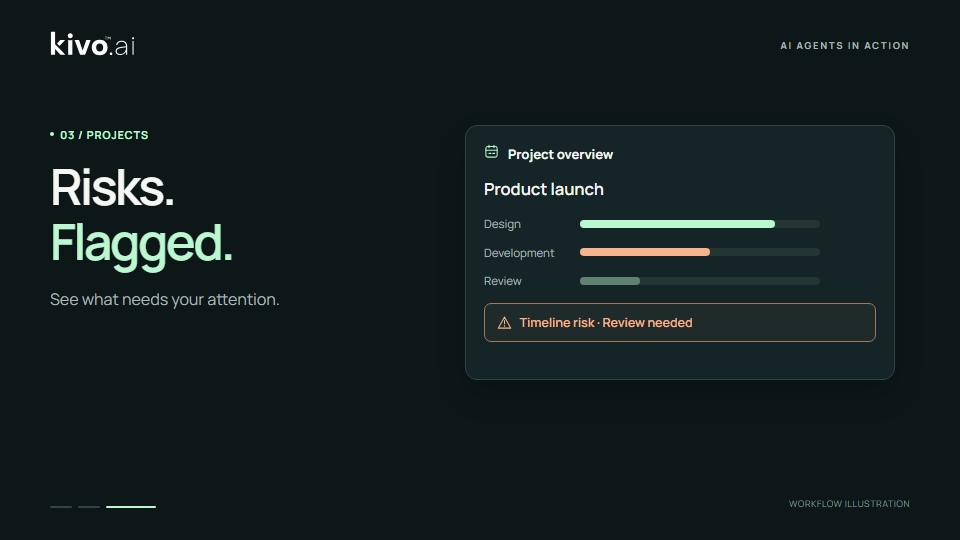 kivo.ai™
AI AGENTS IN ACTION
03 / PROJECTS
Risks.
Flagged.
See what needs your attention.
Project overview
Product launch
Design
Development
Review
Timeline risk · Review needed
WORKFLOW ILLUSTRATION